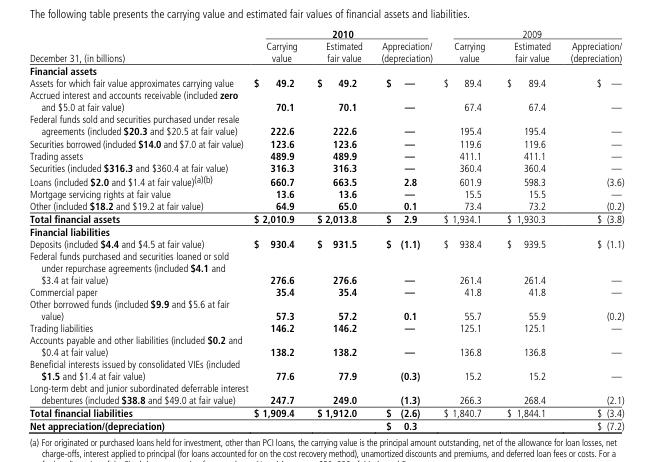 The following table presents the carrying value and estimated fair values of financial assets and liabilities.
2010 2009
Carrying Estimated Appreciation/ Carrying Estimated Appreciation/
December 31, (in billions) value fair value (depreciation) value fair value (depreciation)
Financial assets
Assets for which fair value approximates carrying value $ 49.2 $ 49.2 $ — $ 89.4 $ 89.4 $ —
Accrued interest and accounts receivable (included zero
and $5.0 at fair value) 70.1 70.1 — 67.4 67.4 —
Federal funds sold and securities purchased under resale
agreements (included $20.3 and $20.5 at fair value) 222.6 222.6 — 195.4 195.4 —
Securities borrowed (included $14.0 and $7.0 at fair value) 123.6 123.6 — 119.6 119.6 —
Trading assets 489.9 489.9 — 411.1 411.1 —
Securities (included $316.3 and $360.4 at fair value) 316.3 316.3 — 360.4 360.4 —
Loans (included $2.0 and $1.4 at fair value)(a)(b) 660.7 663.5 2.8 601.9 598.3 (3.6)
Mortgage servicing rights at fair value 13.6 13.6 — 15.5 15.5 —
Other (included $18.2 and $19.2 at fair value) 64.9 65.0 0.1 73.4 73.2 (0.2)
Total financial assets $ 2,010.9 $ 2,013.8 $ 2.9 $ 1,934.1 $ 1,930.3 $ (3.8)
Financial liabilities
Deposits (included $4.4 and $4.5 at fair value) $ 930.4 $ 931.5 $ (1.1) $ 938.4 $ 939.5 $ (1.1)
Federal funds purchased and securities loaned or sold
under repurchase agreements (included $4.1 and
$3.4 at fair value) 276.6 276.6 — 261.4 261.4 —
Commercial paper 35.4 35.4 — 41.8 41.8 —
Other borrowed funds (included $9.9 and $5.6 at fair
value) 57.3 57.2 0.1 55.7 55.9 (0.2)
Trading liabilities 146.2 146.2 — 125.1 125.1 —
Accounts payable and other liabilities (included $0.2 and
$0.4 at fair value) 138.2 138.2 — 136.8 136.8 —
Beneficial interests issued by consolidated VIEs (included
$1.5 and $1.4 at fair value) 77.6 77.9 (0.3) 15.2 15.2 —
Long-term debt and junior subordinated deferrable interest
debentures (included $38.8 and $49.0 at fair value) 247.7 249.0 (1.3) 266.3 268.4 (2.1)
Total financial liabilities $ 1,909.4 $ 1,912.0 $ (2.6) $ 1,840.7 $ 1,844.1 $ (3.4)
Net appreciation/(depreciation) $ 0.3 $ (7.2)
(a) For originated or purchased loans held for investment, other than PCI loans, the carrying value is the principal amount outstanding, net of the allowance for loan losses, net
charge-offs, interest applied to principal (for loans accounted for on the cost recovery method), unamortized discounts and premiums, and deferred loan fees or costs. For a